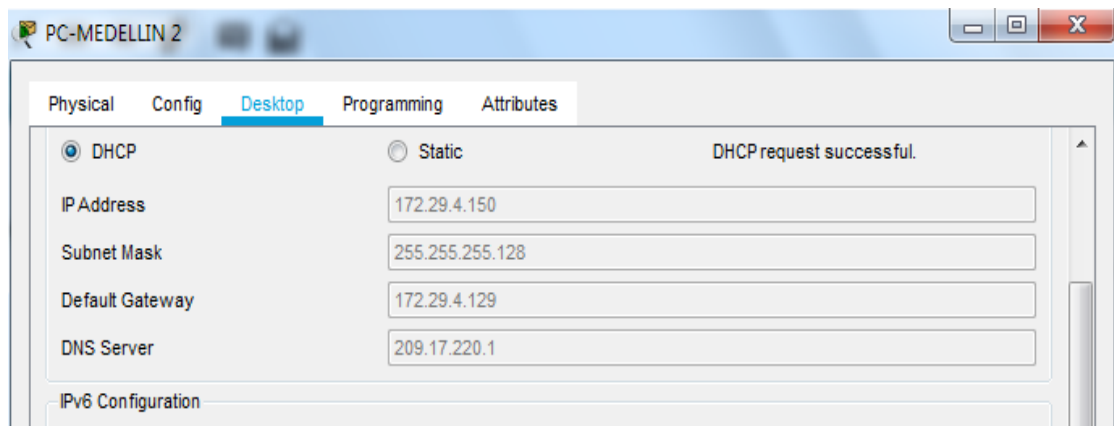 PC-MEDELLIN 2
Physical Config Desktop Programming Attributes
DHCP Static DHCP request successful.
IP Address 172.29.4.150
Subnet Mask 255.255.255.128
Default Gateway 172.29.4.129
DNS Server 209.17.220.1
IPv6 Configuration